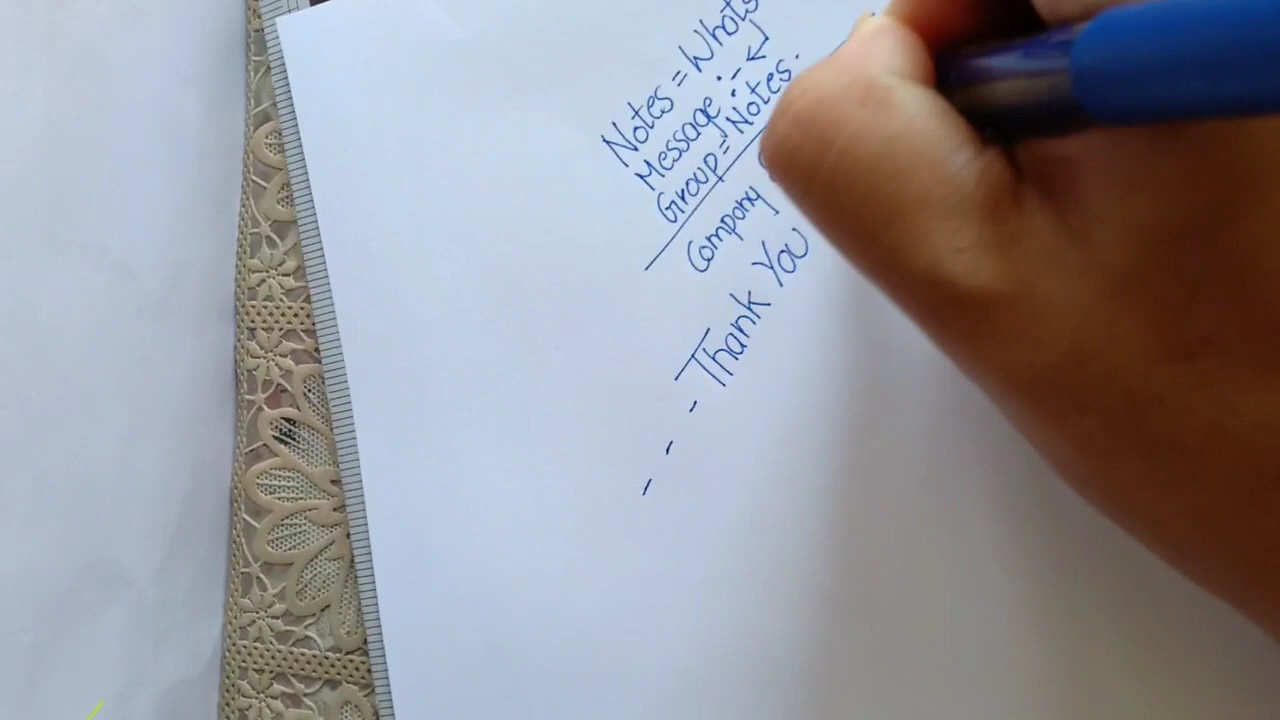 Notes = Whats
Message :-
Group = Notes.
Company
- - - Thank You